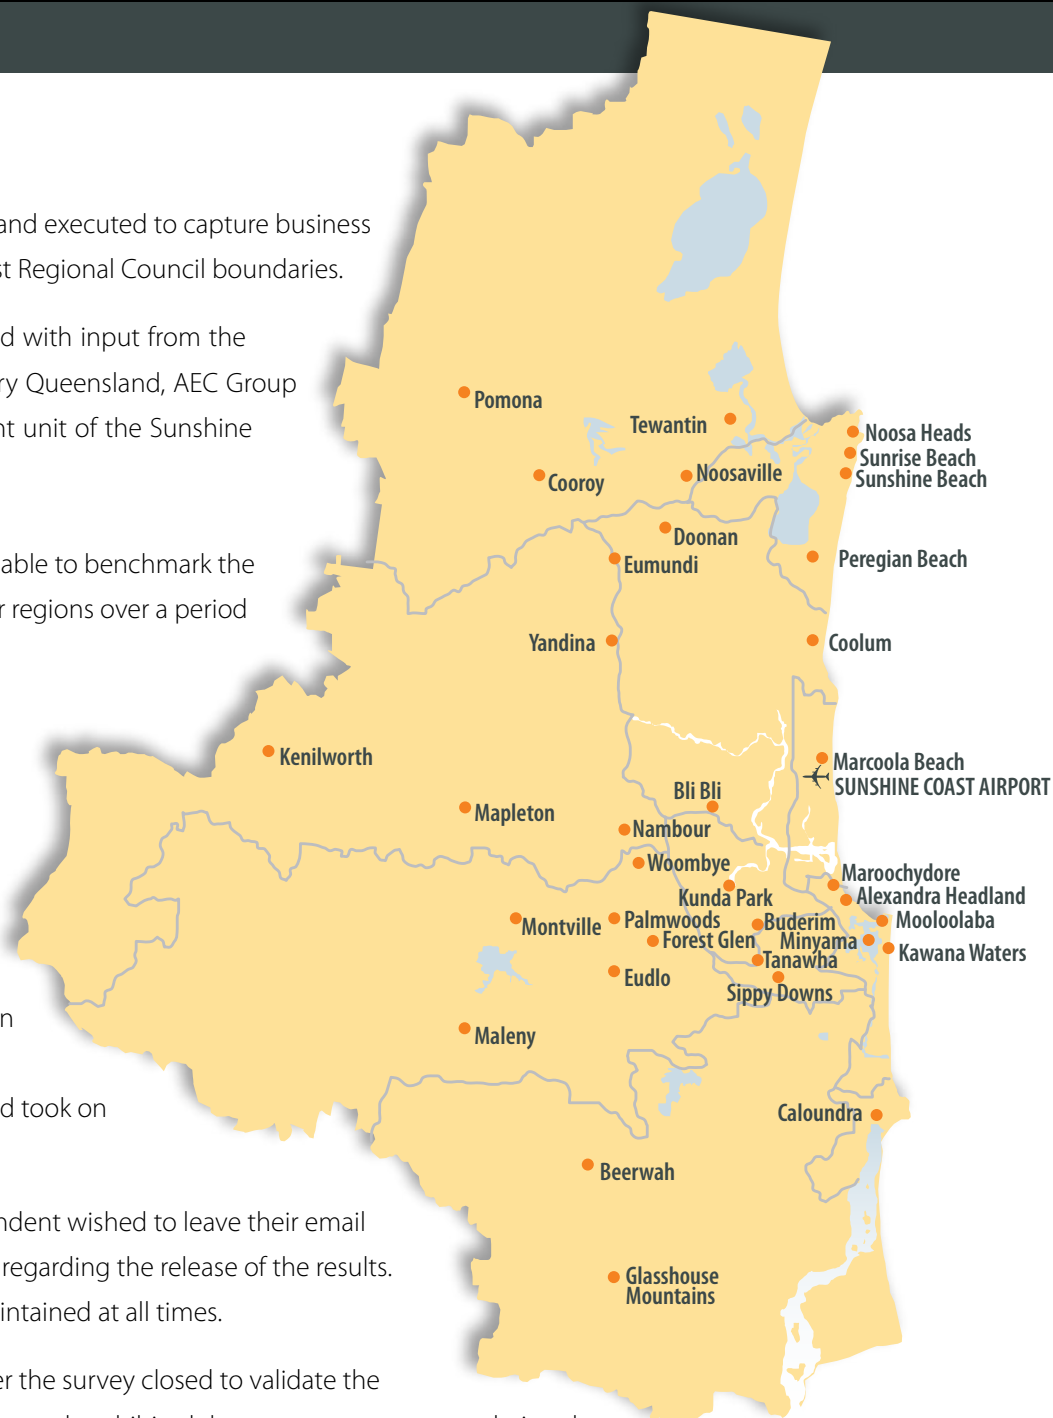 and executed to capture business
st Regional Council boundaries.
d with input from the
ry Queensland, AEC Group
nt unit of the Sunshine
able to benchmark the
r regions over a period
n
d took on
ndent wished to leave their email
regarding the release of the results.
intained at all times.
er the survey closed to validate the
Pomona
Tewantin
Noosa Heads
Sunrise Beach
Sunshine Beach
Cooroy
Noosaville
Doonan
Eumundi
Peregian Beach
Yandina
Coolum
Kenilworth
Marcoola Beach
SUNSHINE COAST AIRPORT
Bli Bli
Mapleton
Nambour
Woombye
Maroochydore
Kunda Park
Alexandra Headland
Montville
Palmwoods
Buderim
Mooloolaba
Forest Glen
Minyama
Kawana Waters
Tanawha
Eudlo
Sippy Downs
Maleny
Caloundra
Beerwah
Glasshouse
Mountains